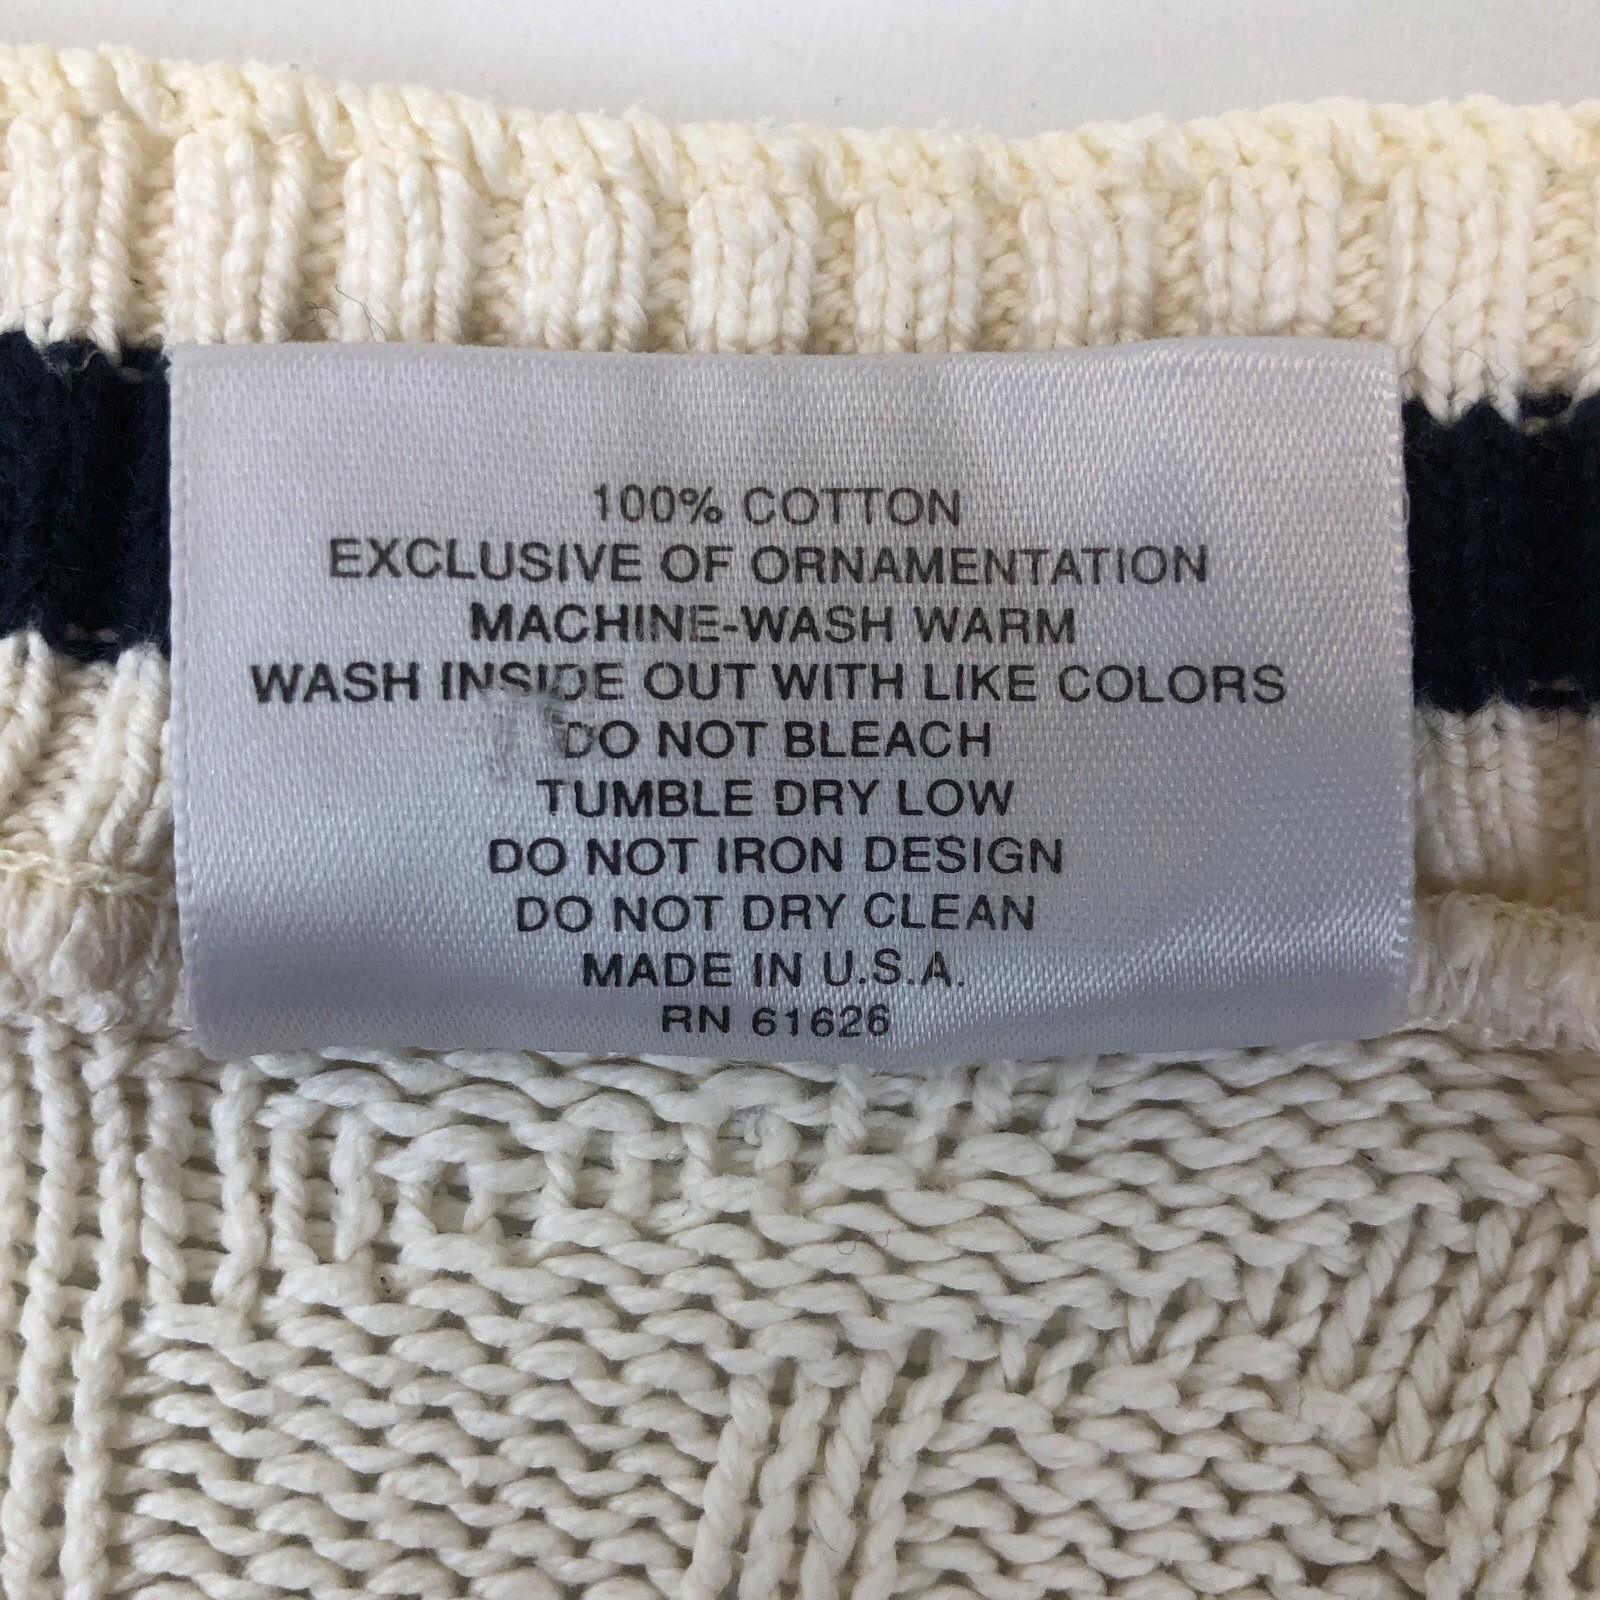 100% COTTON
EXCLUSIVE OF ORNAMENTATION
MACHINE-WASH WARM
WASH INSIDE OUT WITH LIKE COLORS
DO NOT BLEACH
TUMBLE DRY LOW
DO NOT IRON DESIGN
DO NOT DRY CLEAN
MADE IN U.S.A.
RN 61626